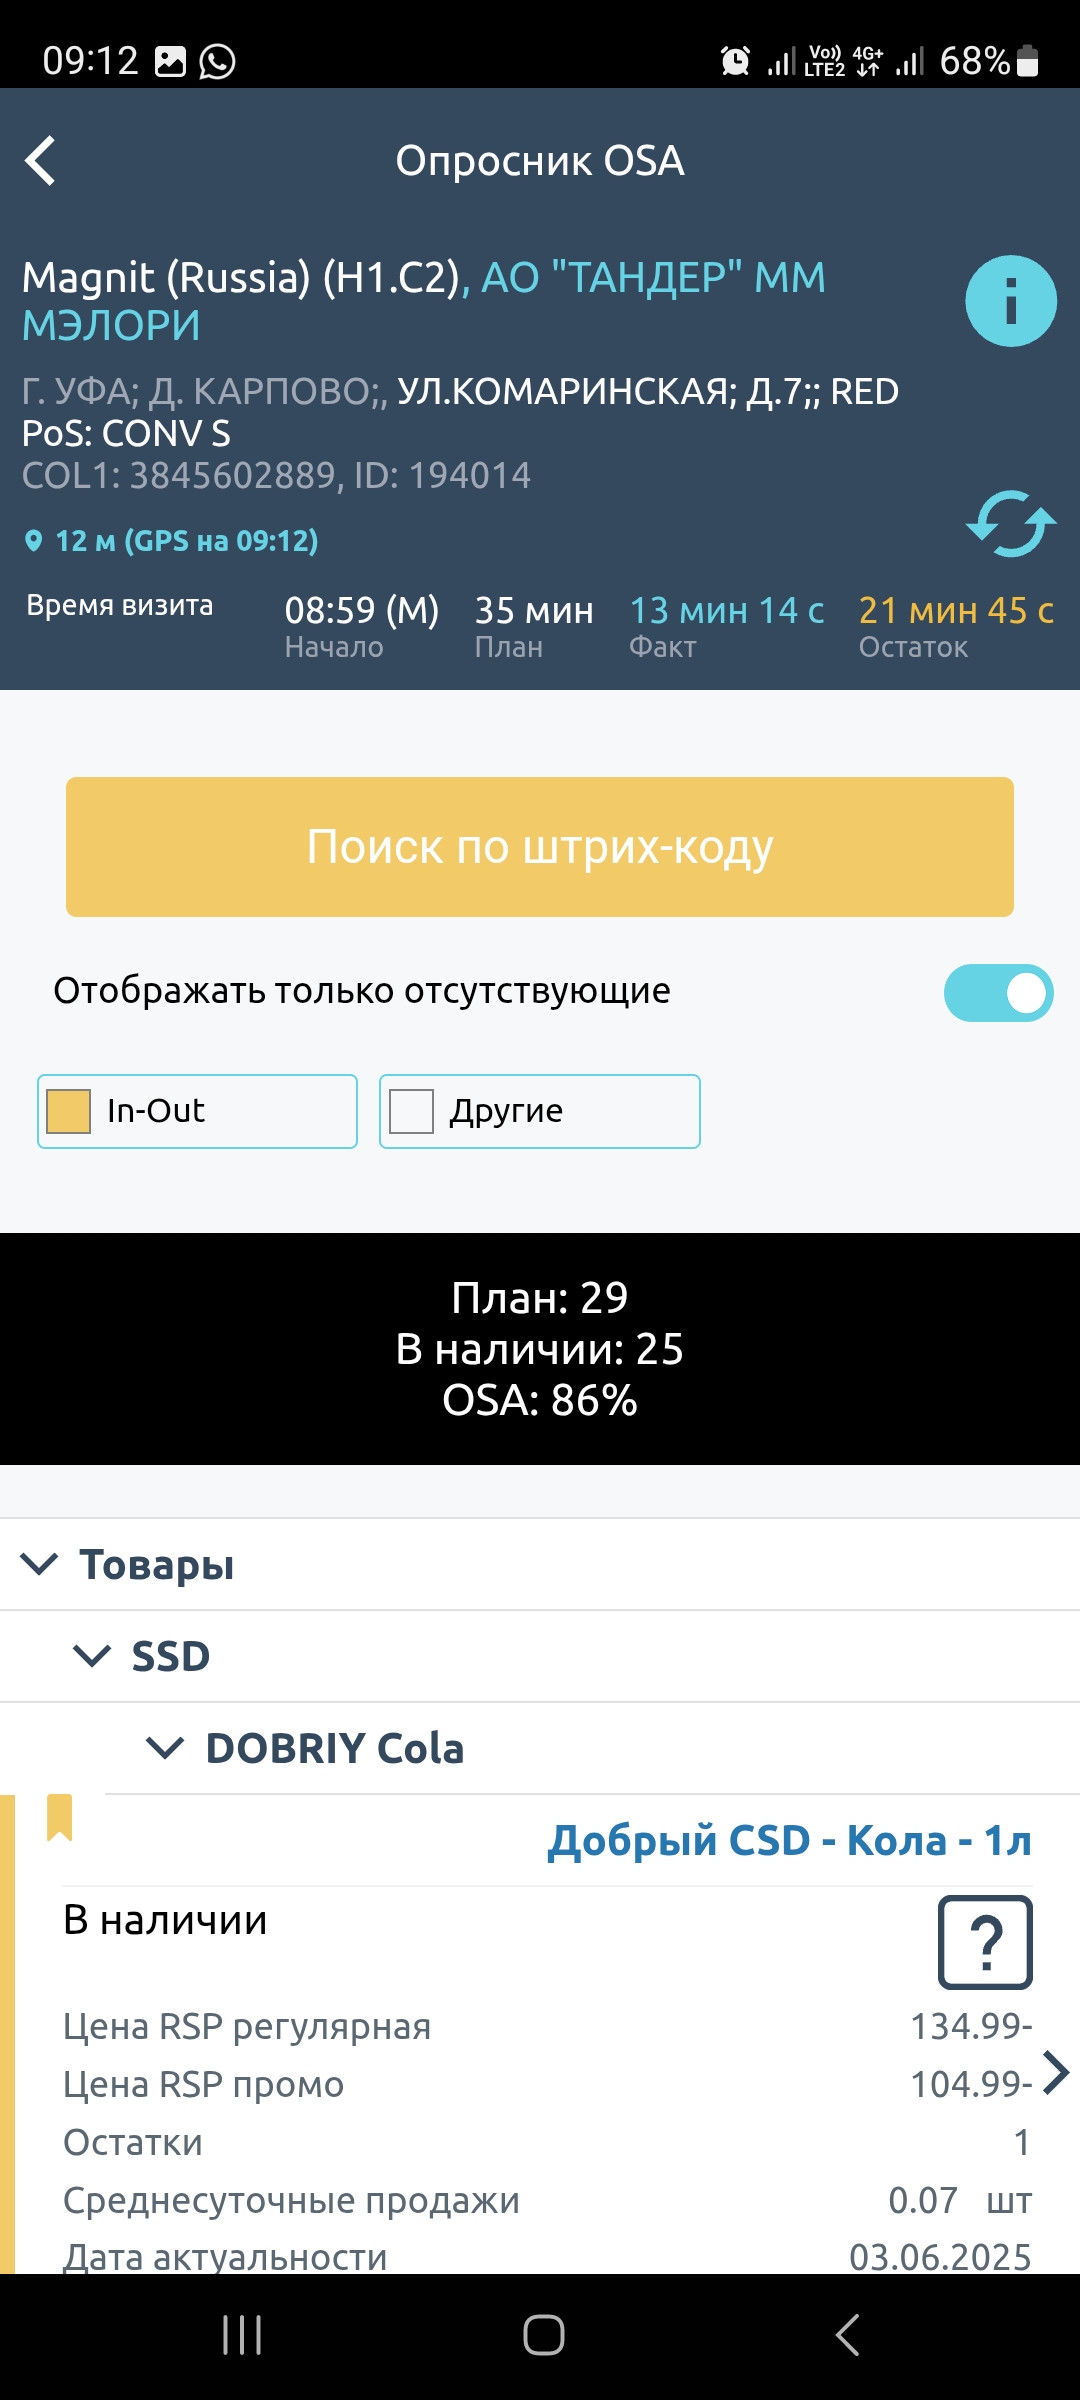 09:12
Vo)) LTE2 4G+ 68%
Опросник OSA
Magnit (Russia) (H1.C2), АО "ТАНДЕР" ММ
МЭЛОРИ
Г. УФА; Д. КАРПОВО;, УЛ.КОМАРИНСКАЯ; Д.7;; RED
PoS: CONV S
COL1: 3845602889, ID: 194014
12 м (GPS на 09:12)
Время визита 08:59 (М) 35 мин 13 мин 14 с 21 мин 45 с
Начало План Факт Остаток
Поиск по штрих-коду
Отображать только отсутствующие
In-Out Другие
План: 29
В наличии: 25
OSA: 86%
Товары
SSD
DOBRIY Cola
Добрый CSD - Кола - 1л
В наличии ?
Цена RSP регулярная 134.99-
Цена RSP промо 104.99-
Остатки 1
Среднесуточные продажи 0.07 шт
Дата актуальности 03.06.2025